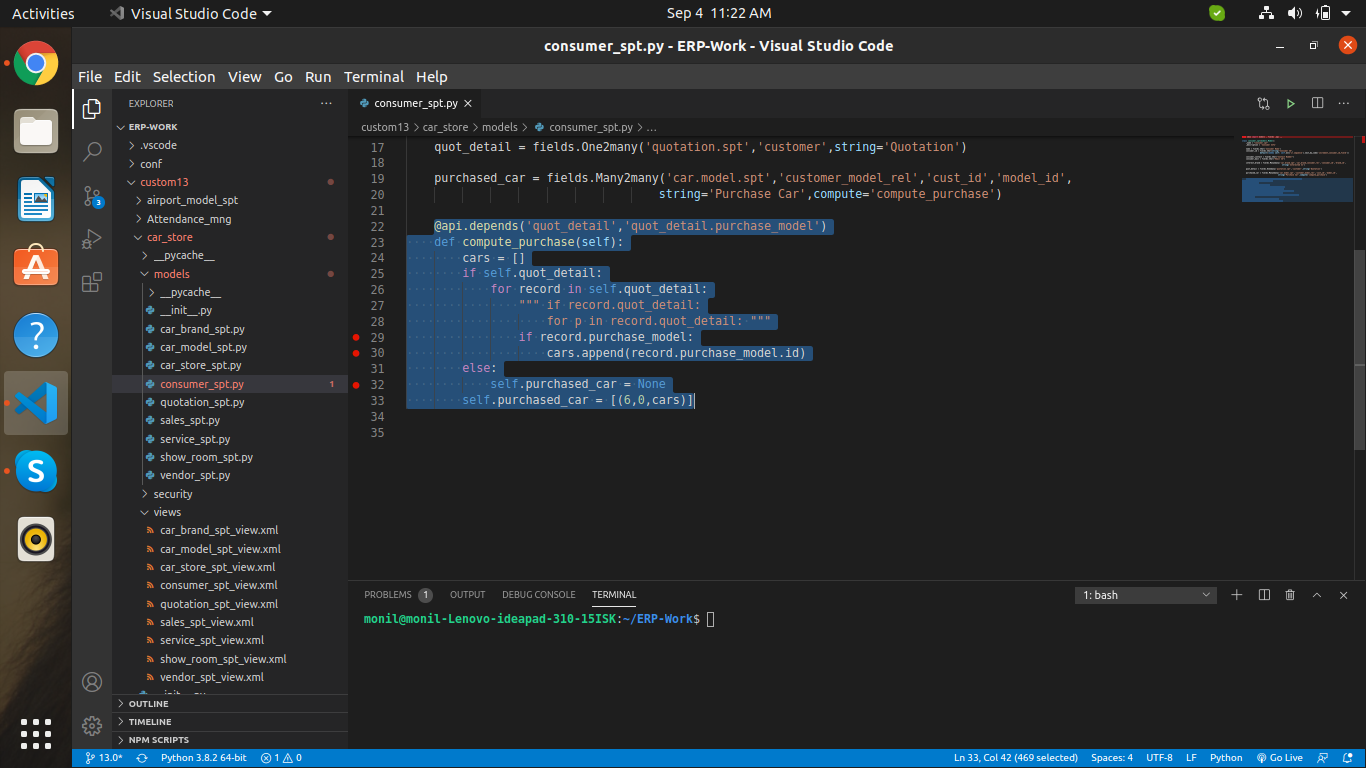 Activities
Visual Studio Code
Sep 4 11:22 AM
consumer_spt.py - ERP-Work - Visual Studio Code
File Edit Selection View Go Run Terminal Help
EXPLORER
ERP-WORK
.vscode
conf
custom13
airport_model_spt
Attendance_mng
car_store
__pycache__
models
__pycache__
__init__.py
car_brand_spt.py
car_model_spt.py
car_store_spt.py
consumer_spt.py 1
quotation_spt.py
sales_spt.py
service_spt.py
show_room_spt.py
vendor_spt.py
security
views
car_brand_spt_view.xml
car_model_spt_view.xml
car_store_spt_view.xml
consumer_spt_view.xml
quotation_spt_view.xml
sales_spt_view.xml
service_spt_view.xml
show_room_spt_view.xml
vendor_spt_view.xml
OUTLINE
TIMELINE
NPM SCRIPTS
3
consumer_spt.py
custom13 > car_store > models > consumer_spt.py > ...
17 quot_detail = fields.One2many('quotation.spt','customer',string='Quotation')
18
19 purchased_car = fields.Many2many('car.model.spt','customer_model_rel','cust_id','model_id',
20 string='Purchase Car',compute='compute_purchase')
21
22 @api.depends('quot_detail','quot_detail.purchase_model')
23 def compute_purchase(self):
24 cars = []
25 if self.quot_detail:
26 for record in self.quot_detail:
27 """ if record.quot_detail:
28 for p in record.quot_detail: """
29 if record.purchase_model:
30 cars.append(record.purchase_model.id)
31 else:
32 self.purchased_car = None
33 self.purchased_car = [(6,0,cars)]
34
35
PROBLEMS 1 OUTPUT DEBUG CONSOLE TERMINAL
1: bash
monil@monil-Lenovo-ideapad-310-15ISK:~/ERP-Work$
13.0* Python 3.8.2 64-bit 1 0
Ln 33, Col 42 (469 selected) Spaces: 4 UTF-8 LF Python Go Live